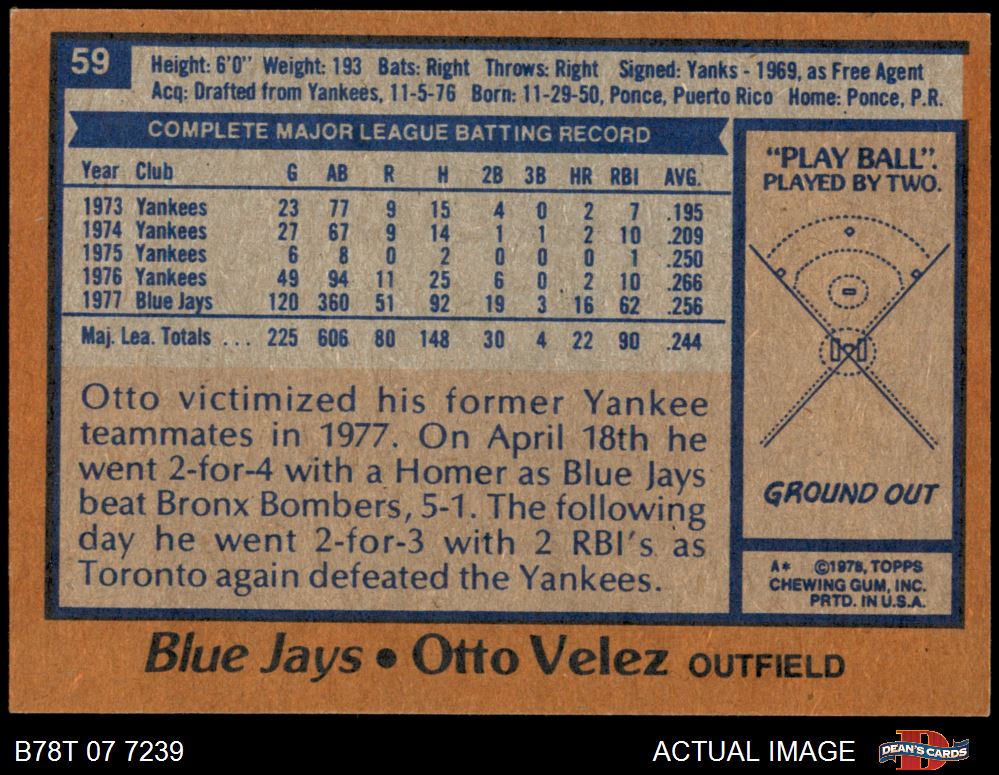 59
Height: 6'0" Weight: 193 Bats: Right Throws: Right Signed: Yanks - 1969, as Free Agent
Acq: Drafted from Yankees, 11-5-76 Born: 11-29-50, Ponce, Puerto Rico Home: Ponce, P.R.
COMPLETE MAJOR LEAGUE BATTING RECORD
Year Club G AB R H 2B 3B HR RBI AVG.
1973 Yankees 23 77 9 15 4 0 2 7 .195
1974 Yankees 27 67 9 14 1 1 2 10 .209
1975 Yankees 6 8 0 2 0 0 0 1 .250
1976 Yankees 49 94 11 25 6 0 2 10 .266
1977 Blue Jays 120 360 51 92 19 3 16 62 .256
Maj. Lea. Totals ... 225 606 80 148 30 4 22 90 .244
Otto victimized his former Yankee
teammates in 1977. On April 18th he
went 2-for-4 with a Homer as Blue Jays
beat Bronx Bombers, 5-1. The following
day he went 2-for-3 with 2 RBI's as
Toronto again defeated the Yankees.
"PLAY BALL".
PLAYED BY TWO.
GROUND OUT
A* ©1978, TOPPS
CHEWING GUM, INC.
PRTD. IN U.S.A.
Blue Jays • Otto Velez OUTFIELD
B78T 07 7239 ACTUAL IMAGE D DEAN'S CARDS